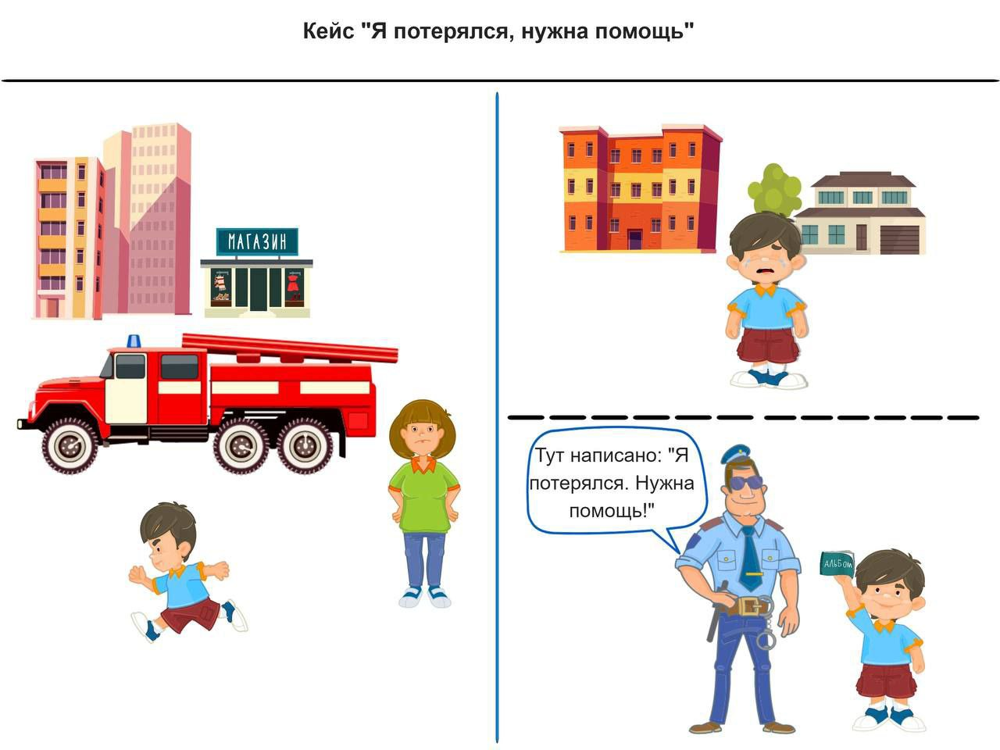 Кейс "Я потерялся, нужна помощь"
МАГАЗИН
Тут написано: "Я
потерялся. Нужна
помощь!"
АЛЬБОМ